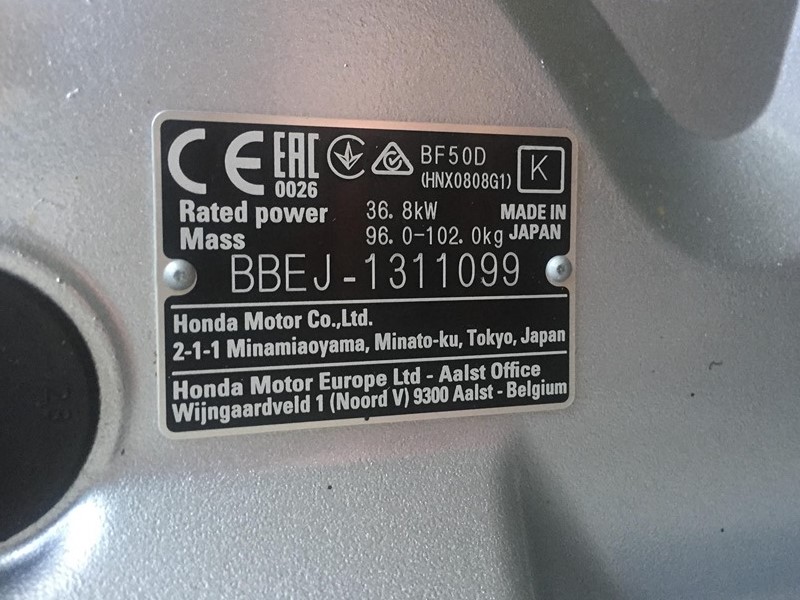 CE EAC BF50D K
0026 (HNX0808G1)
Rated power 36.8kW MADE IN
Mass 96.0-102.0kg JAPAN
BBEJ-1311099
Honda Motor Co.,Ltd.
2-1-1 Minamiaoyama, Minato-ku, Tokyo, Japan
Honda Motor Europe Ltd - Aalst Office
Wijngaardveld 1 (Noord V) 9300 Aalst - Belgium